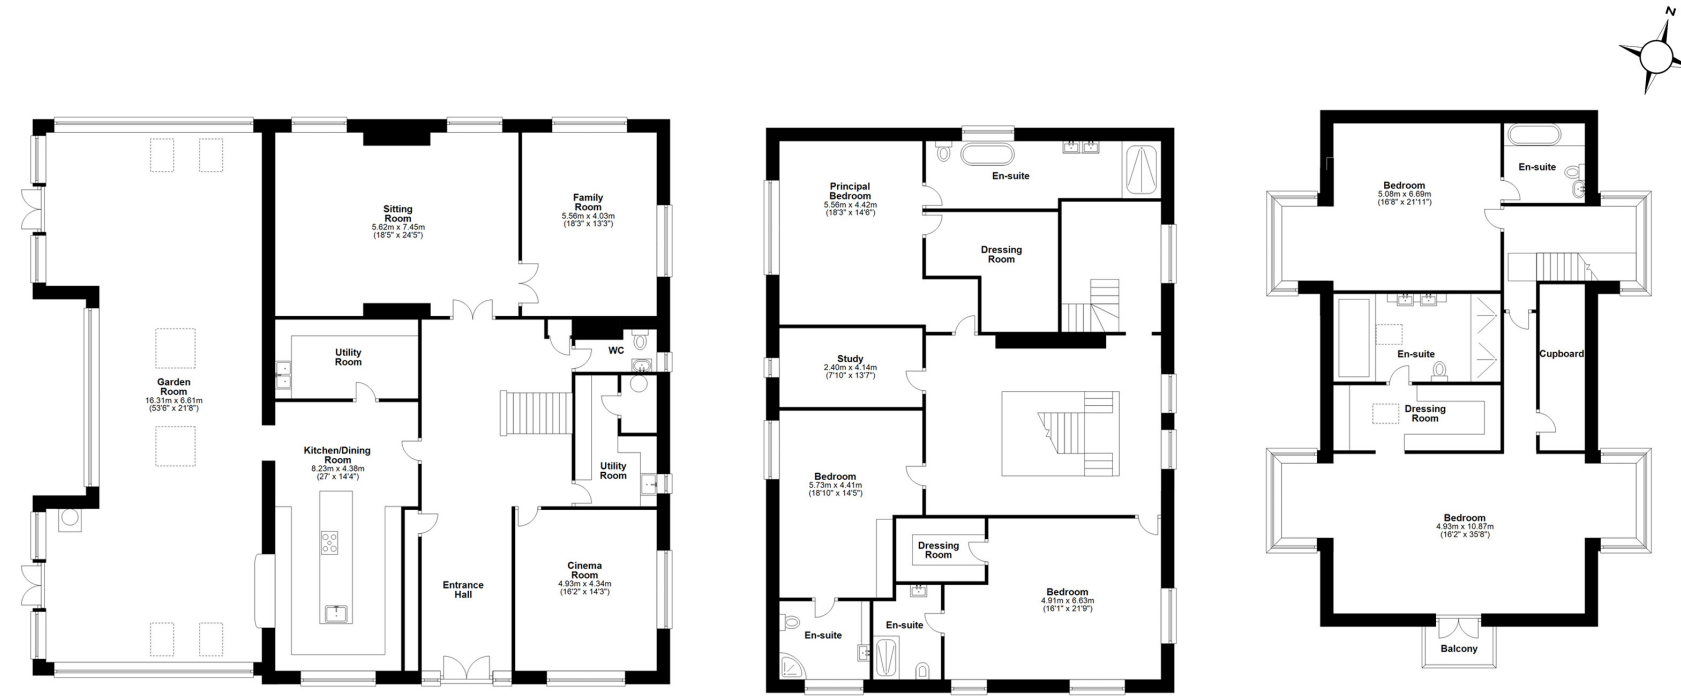 N
Garden
Room
16.31m x 6.61m
(53'6" x 21'8")
Sitting
Room
5.62m x 7.45m
(18'5" x 24'5")
Family
Room
5.56m x 4.03m
(18'3" x 13'3")
Utility
Room
WC
Kitchen/Dining
Room
8.23m x 4.38m
(27' x 14'4")
Utility
Room
Entrance
Hall
Cinema
Room
4.93m x 4.34m
(16'2" x 14'3")
Principal
Bedroom
5.56m x 4.42m
(18'3" x 14'6")
En-suite
Dressing
Room
Study
2.40m x 4.14m
(7'10" x 13'7")
Bedroom
5.73m x 4.41m
(18'10" x 14'5")
Dressing
Room
Bedroom
4.91m x 6.63m
(16'1" x 21'9")
En-suite
En-suite
Bedroom
5.08m x 6.69m
(16'8" x 21'11")
En-suite
En-suite
Cupboard
Dressing
Room
Bedroom
4.93m x 10.87m
(16'2" x 35'8")
Balcony